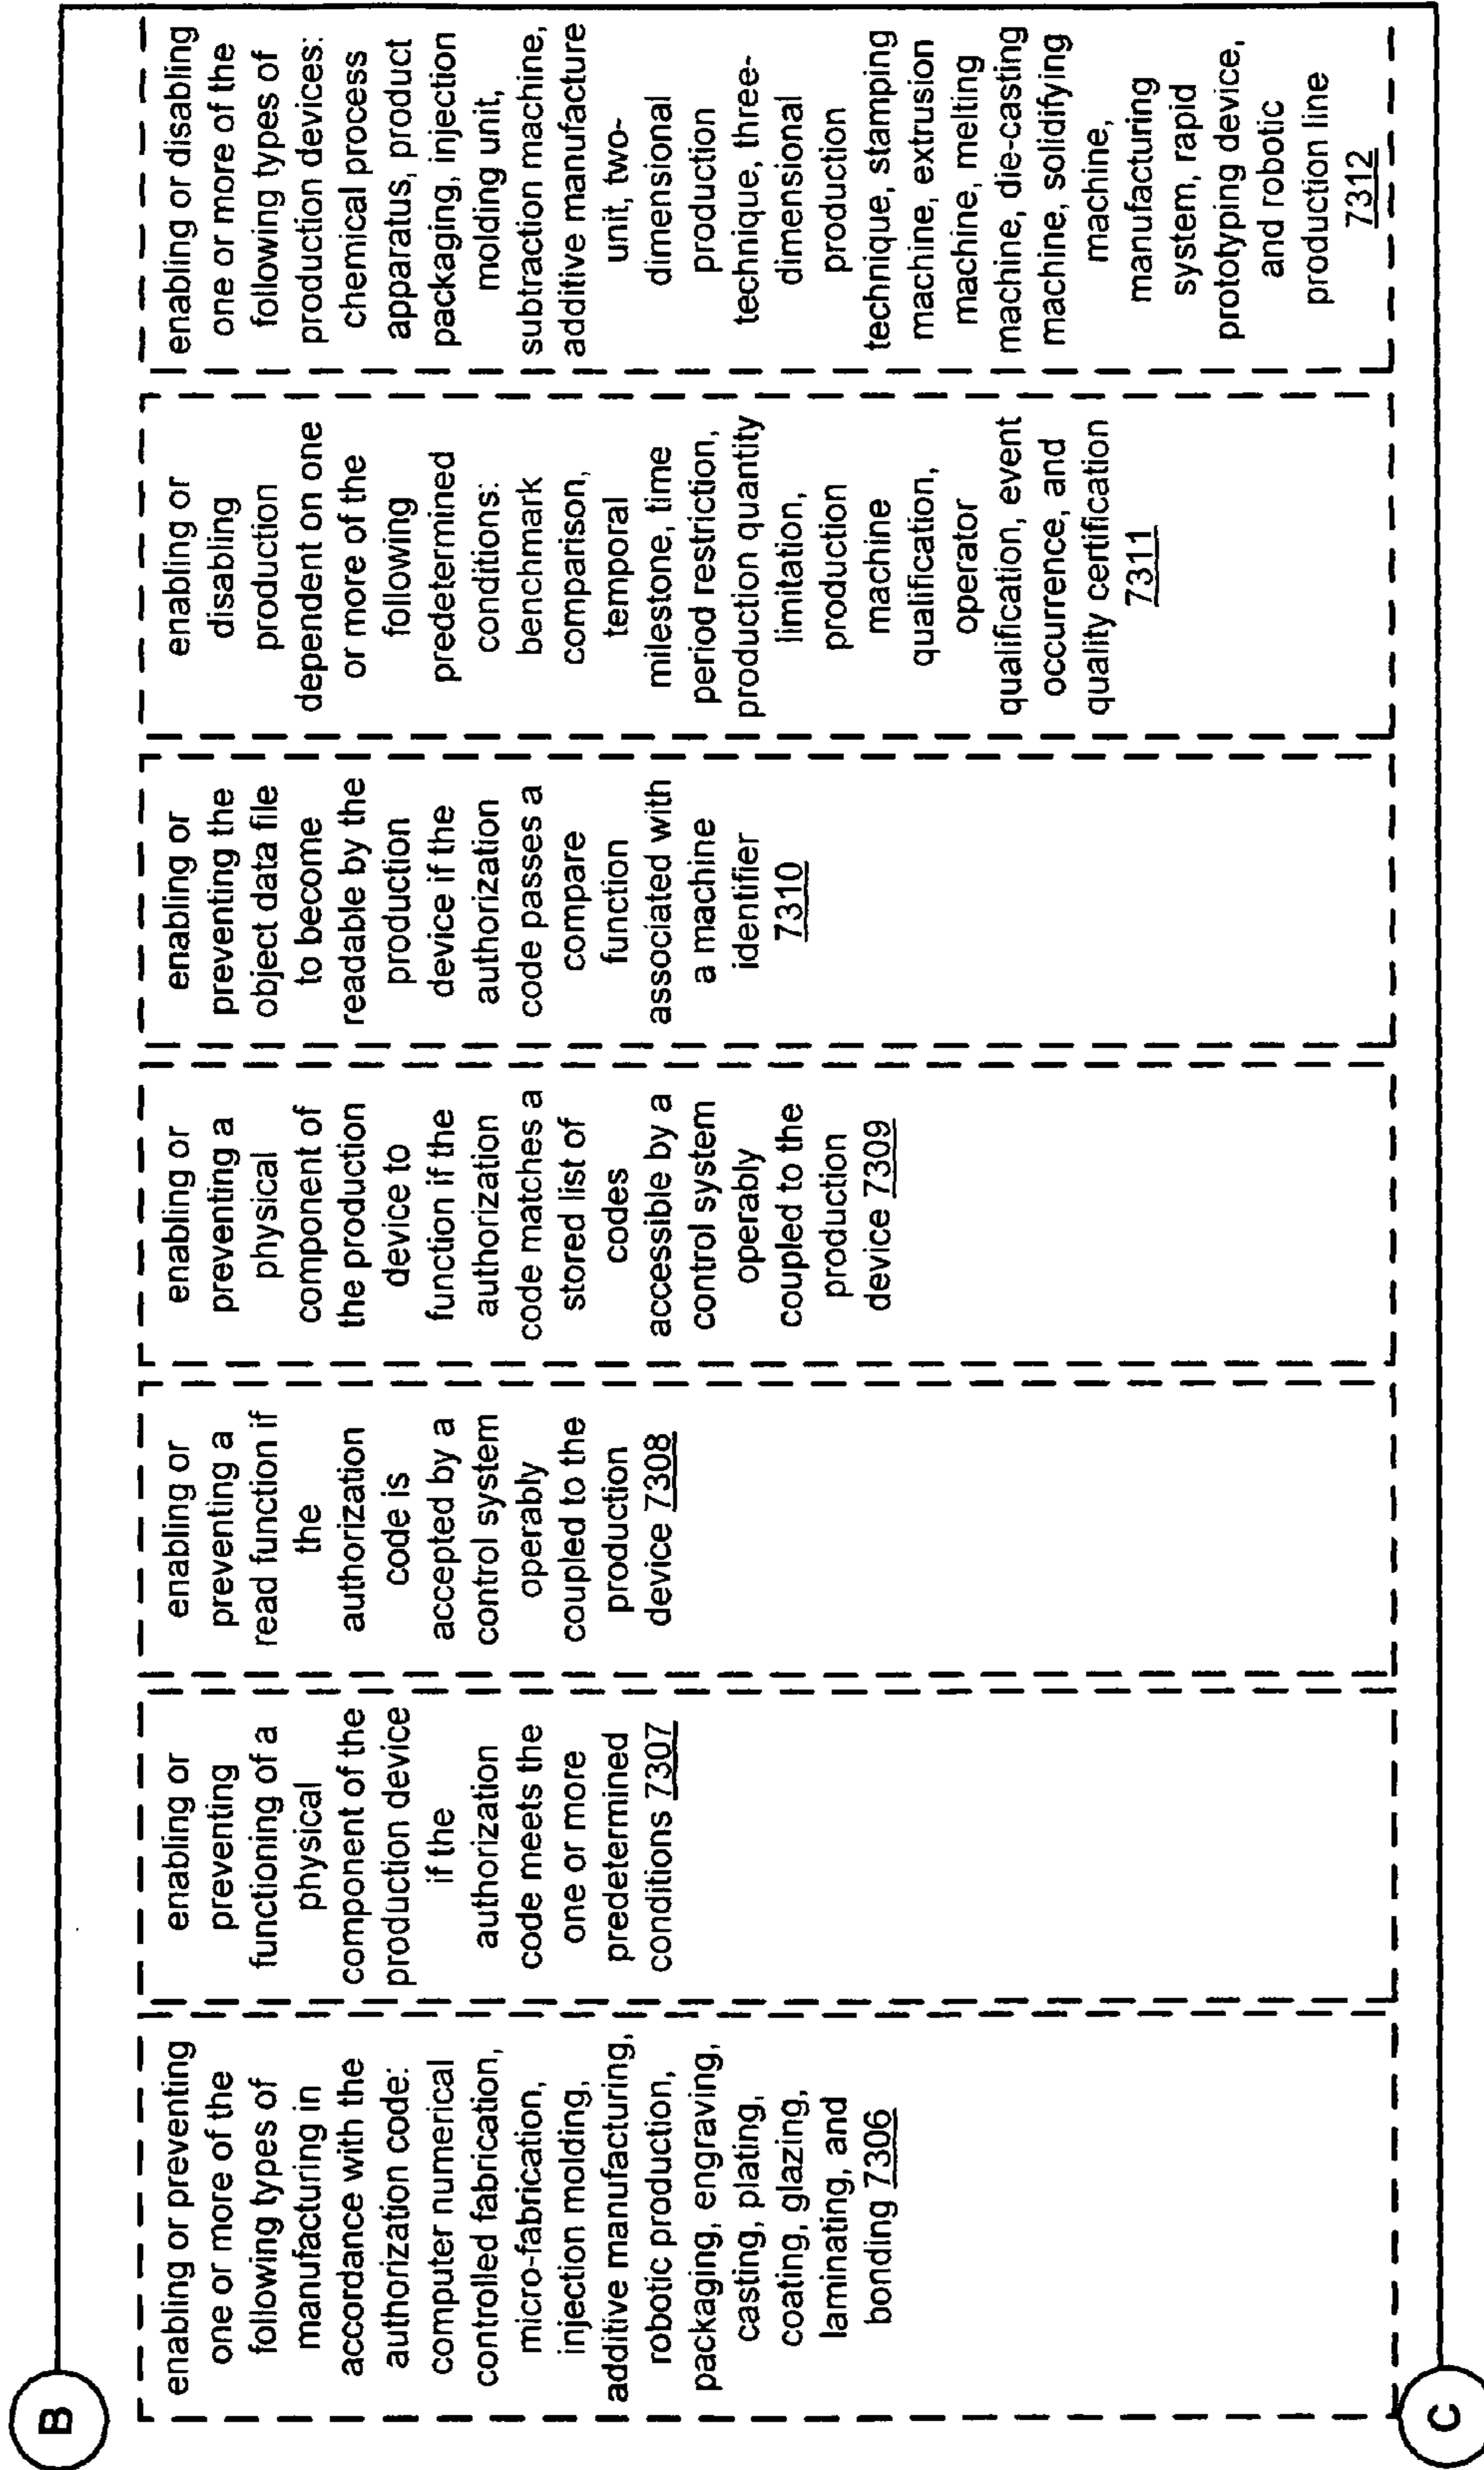 B
enabling or preventing
one or more of the
following types of
manufacturing in
accordance with the
authorization code:
computer numerical
controlled fabrication,
micro-fabrication,
injection molding,
additive manufacturing,
robotic production,
packaging, engraving,
casting, plating,
coating, glazing,
laminating, and
bonding 7306
enabling or
preventing
functioning of a
physical
component of the
production device
if the
authorization
code meets the
one or more
predetermined
conditions 7307
enabling or
preventing a
read function if
the
authorization
code is
accepted by a
control system
operably
coupled to the
production
device 7308
enabling or
preventing a
physical
component of
the production
device to
function if the
authorization
code matches a
stored list of
codes
accessible by a
control system
operably
coupled to the
production
device 7309
enabling or
preventing the
object data file
to become
readable by the
production
device if the
authorization
code passes a
compare
function
associated with
a machine
identifier
7310
enabling or
disabling
production
dependent on one
or more of the
following
predetermined
conditions:
benchmark
comparison,
temporal
milestone, time
period restriction,
production quantity
limitation,
production
machine
qualification,
operator
qualification, event
occurrence, and
quality certification
7311
enabling or disabling
one or more of the
following types of
production devices:
chemical process
apparatus, product
packaging, injection
molding unit,
subtraction machine,
additive manufacture
unit, two-
dimensional
production
technique, three-
dimensional
production
technique, stamping
machine, extrusion
machine, melting
machine, die-casting
machine, solidifying
machine,
manufacturing
system, rapid
prototyping device,
and robotic
production line
7312
C